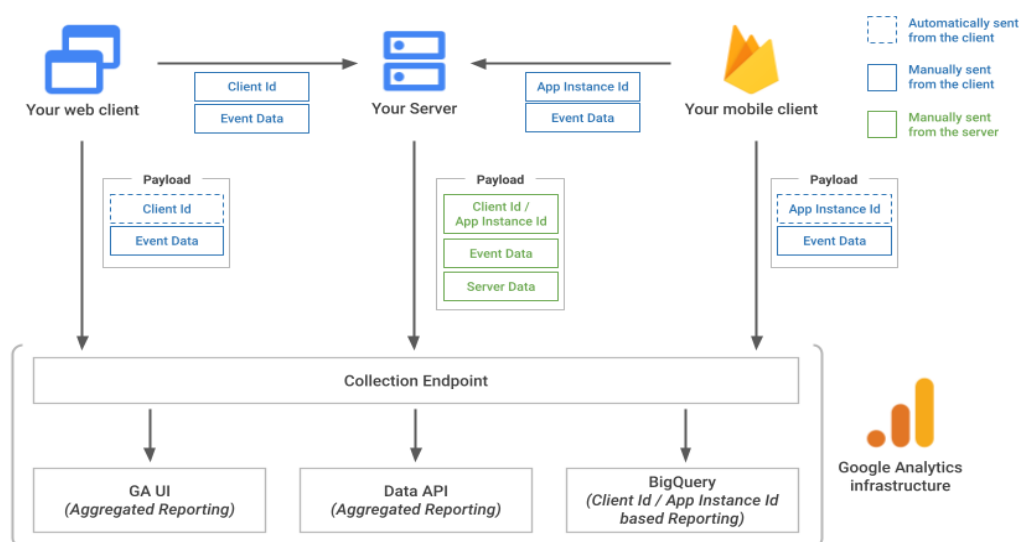 Automatically sent
from the client
Manually sent
from the client
Manually sent
from the server
Your web client
Client Id
Event Data
Your Server
App Instance Id
Event Data
Your mobile client
Payload
Client Id
Event Data
Payload
Client Id /
App Instance Id
Event Data
Server Data
Payload
App Instance Id
Event Data
Collection Endpoint
GA UI
(Aggregated Reporting)
Data API
(Aggregated Reporting)
BigQuery
(Client Id / App Instance Id
based Reporting)
Google Analytics
infrastructure